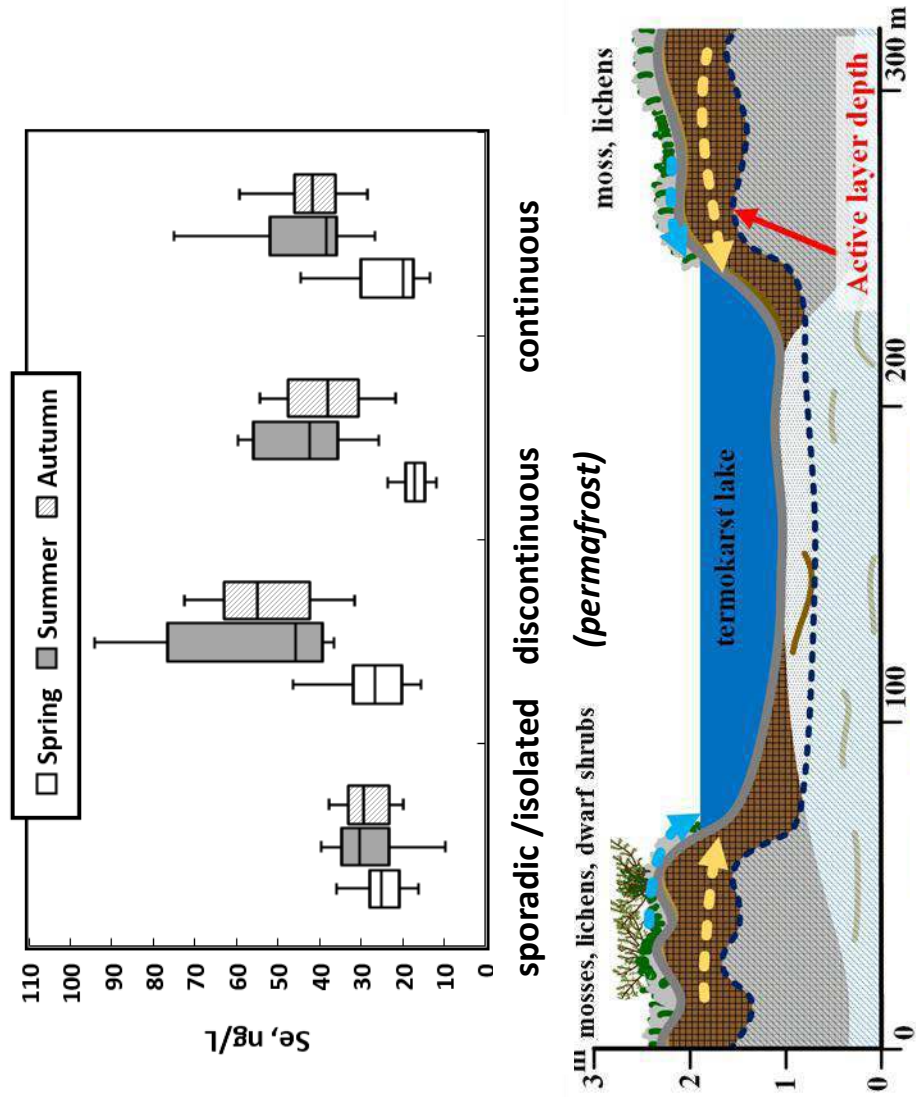 Spring Summer Autumn
Se, ng/L
110
100
90
80
70
60
50
40
30
20
10
0
sporadic /isolated discontinuous continuous
(permafrost)
mosses, lichens, dwarf shrubs
moss, lichens
termokarst lake
Active layer depth
3 m
2
1
0
0 100 200 300 m